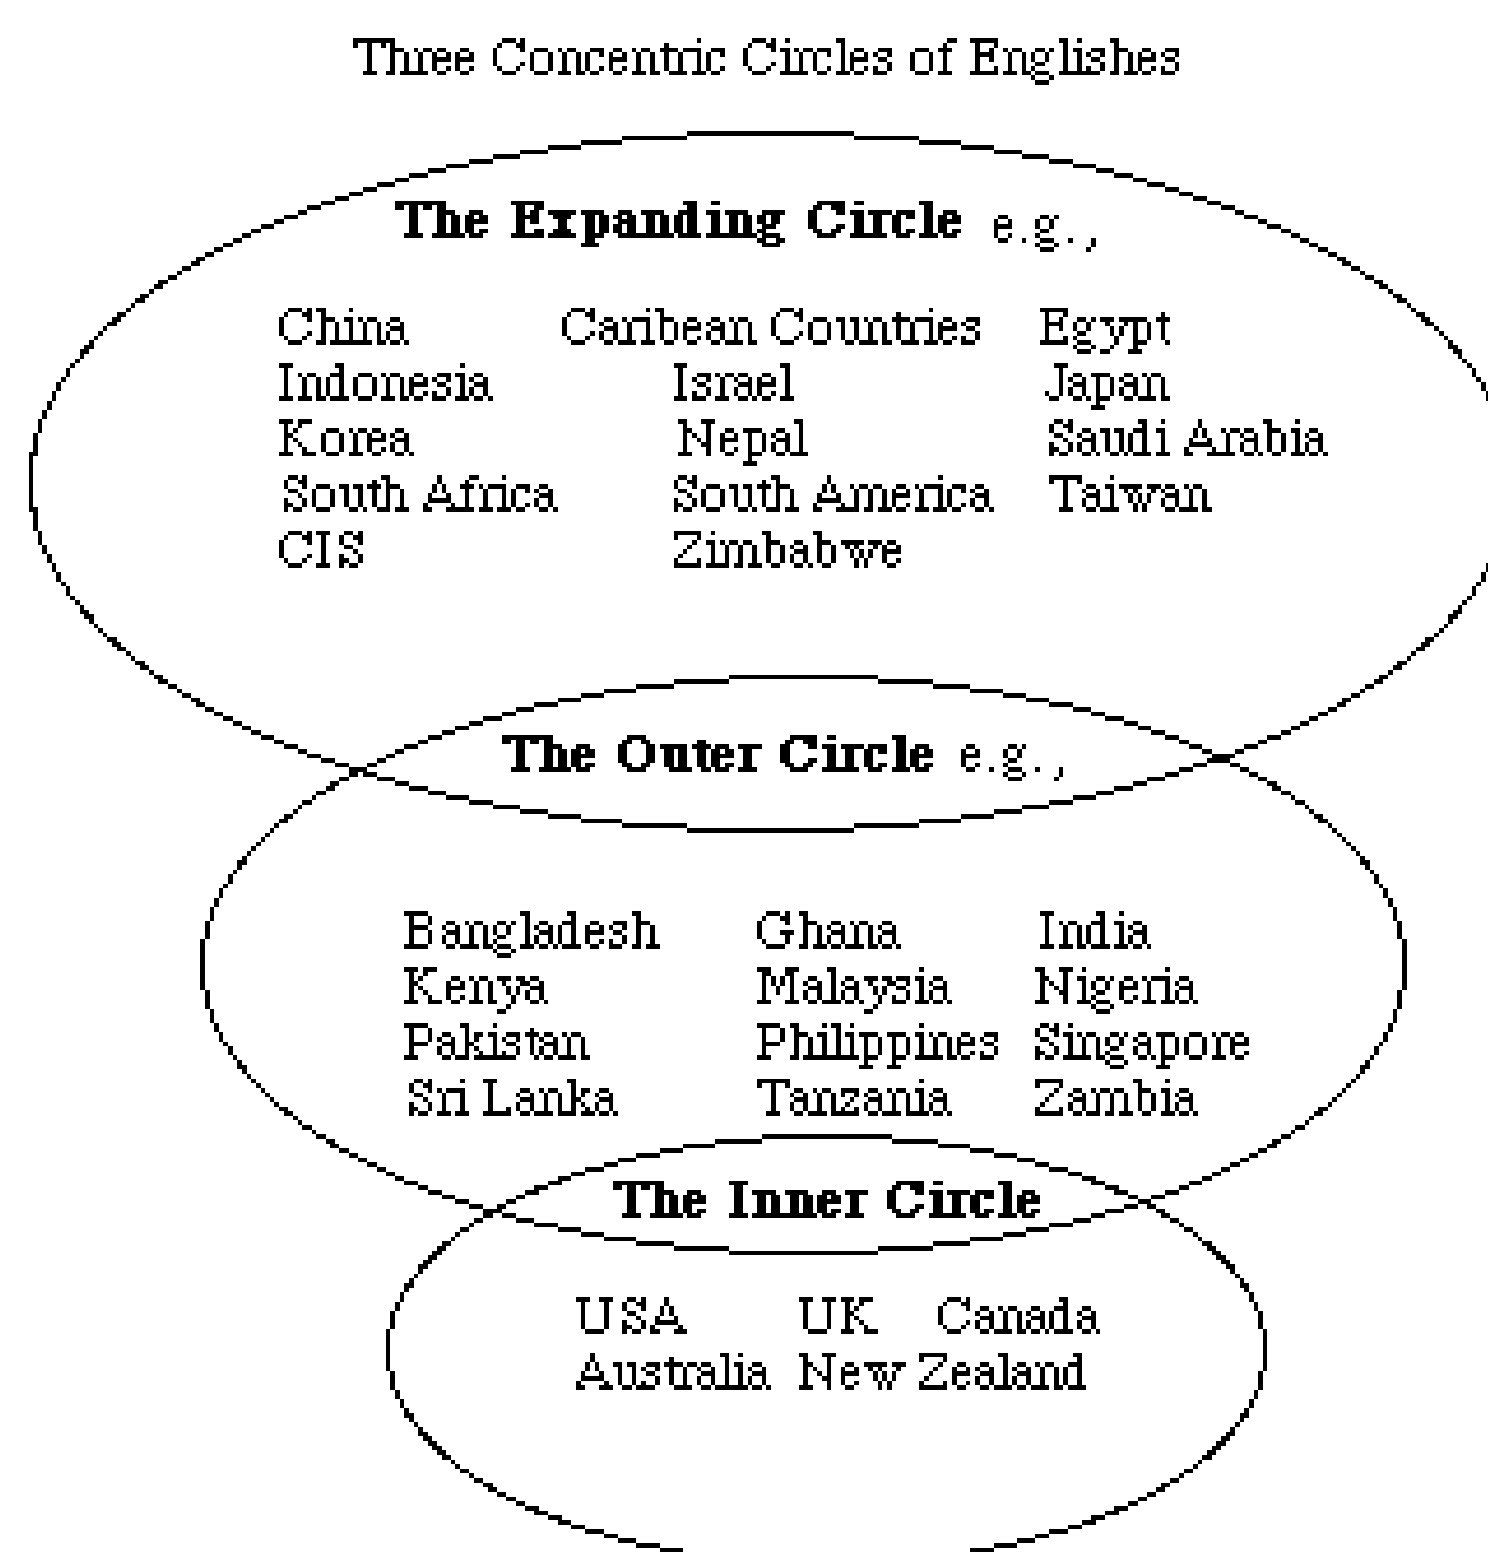 Three Concentric Circles of Englishes
The Expanding Circle e.g.,
China Caribean Countries Egypt
Indonesia Israel Japan
Korea Nepal Saudi Arabia
South Africa South America Taiwan
CIS Zimbabwe
The Outer Circle e.g.,
Bangladesh Ghana India
Kenya Malaysia Nigeria
Pakistan Philippines Singapore
Sri Lanka Tanzania Zambia
The Inner Circle
USA UK Canada
Australia New Zealand